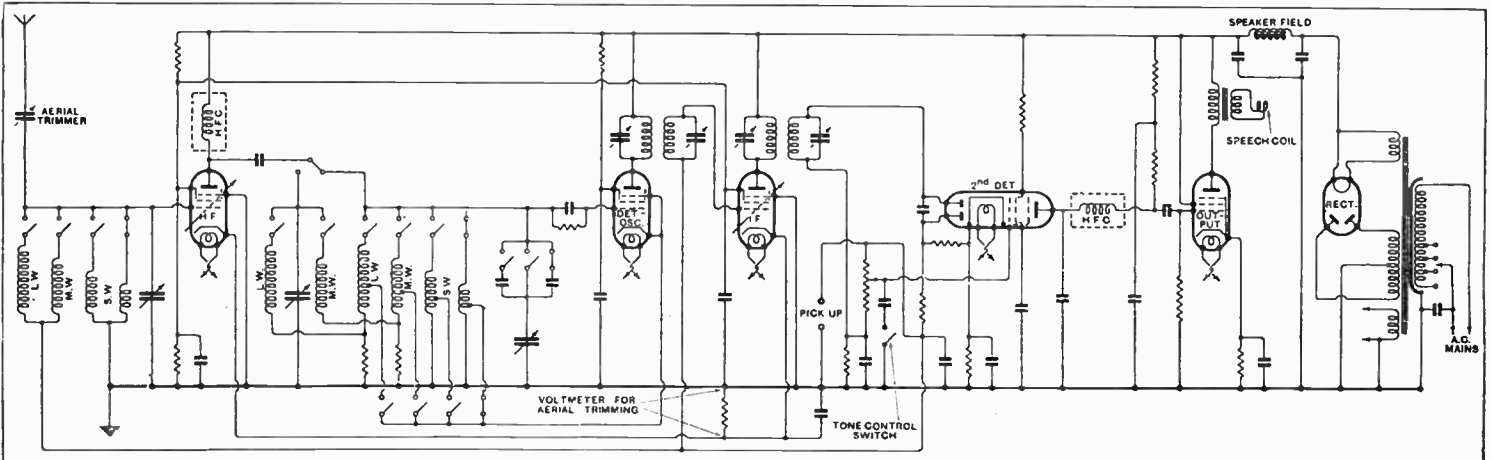 SPEAKER FIELD
AERIAL
TRIMMER
H.F.C
SPEECH COIL
H.F.
DET
OSC.
I.F.
2nd DET
H.F.C
OUT-
PUT
RECT.
L.W.
M.W.
S.W
L.W.
M.W.
L.W
M.W.
S.W
PICK UP
A.C.
MAINS
VOLTMETER FOR
AERIAL TRIMMING
TONE CONTROL
SWITCH